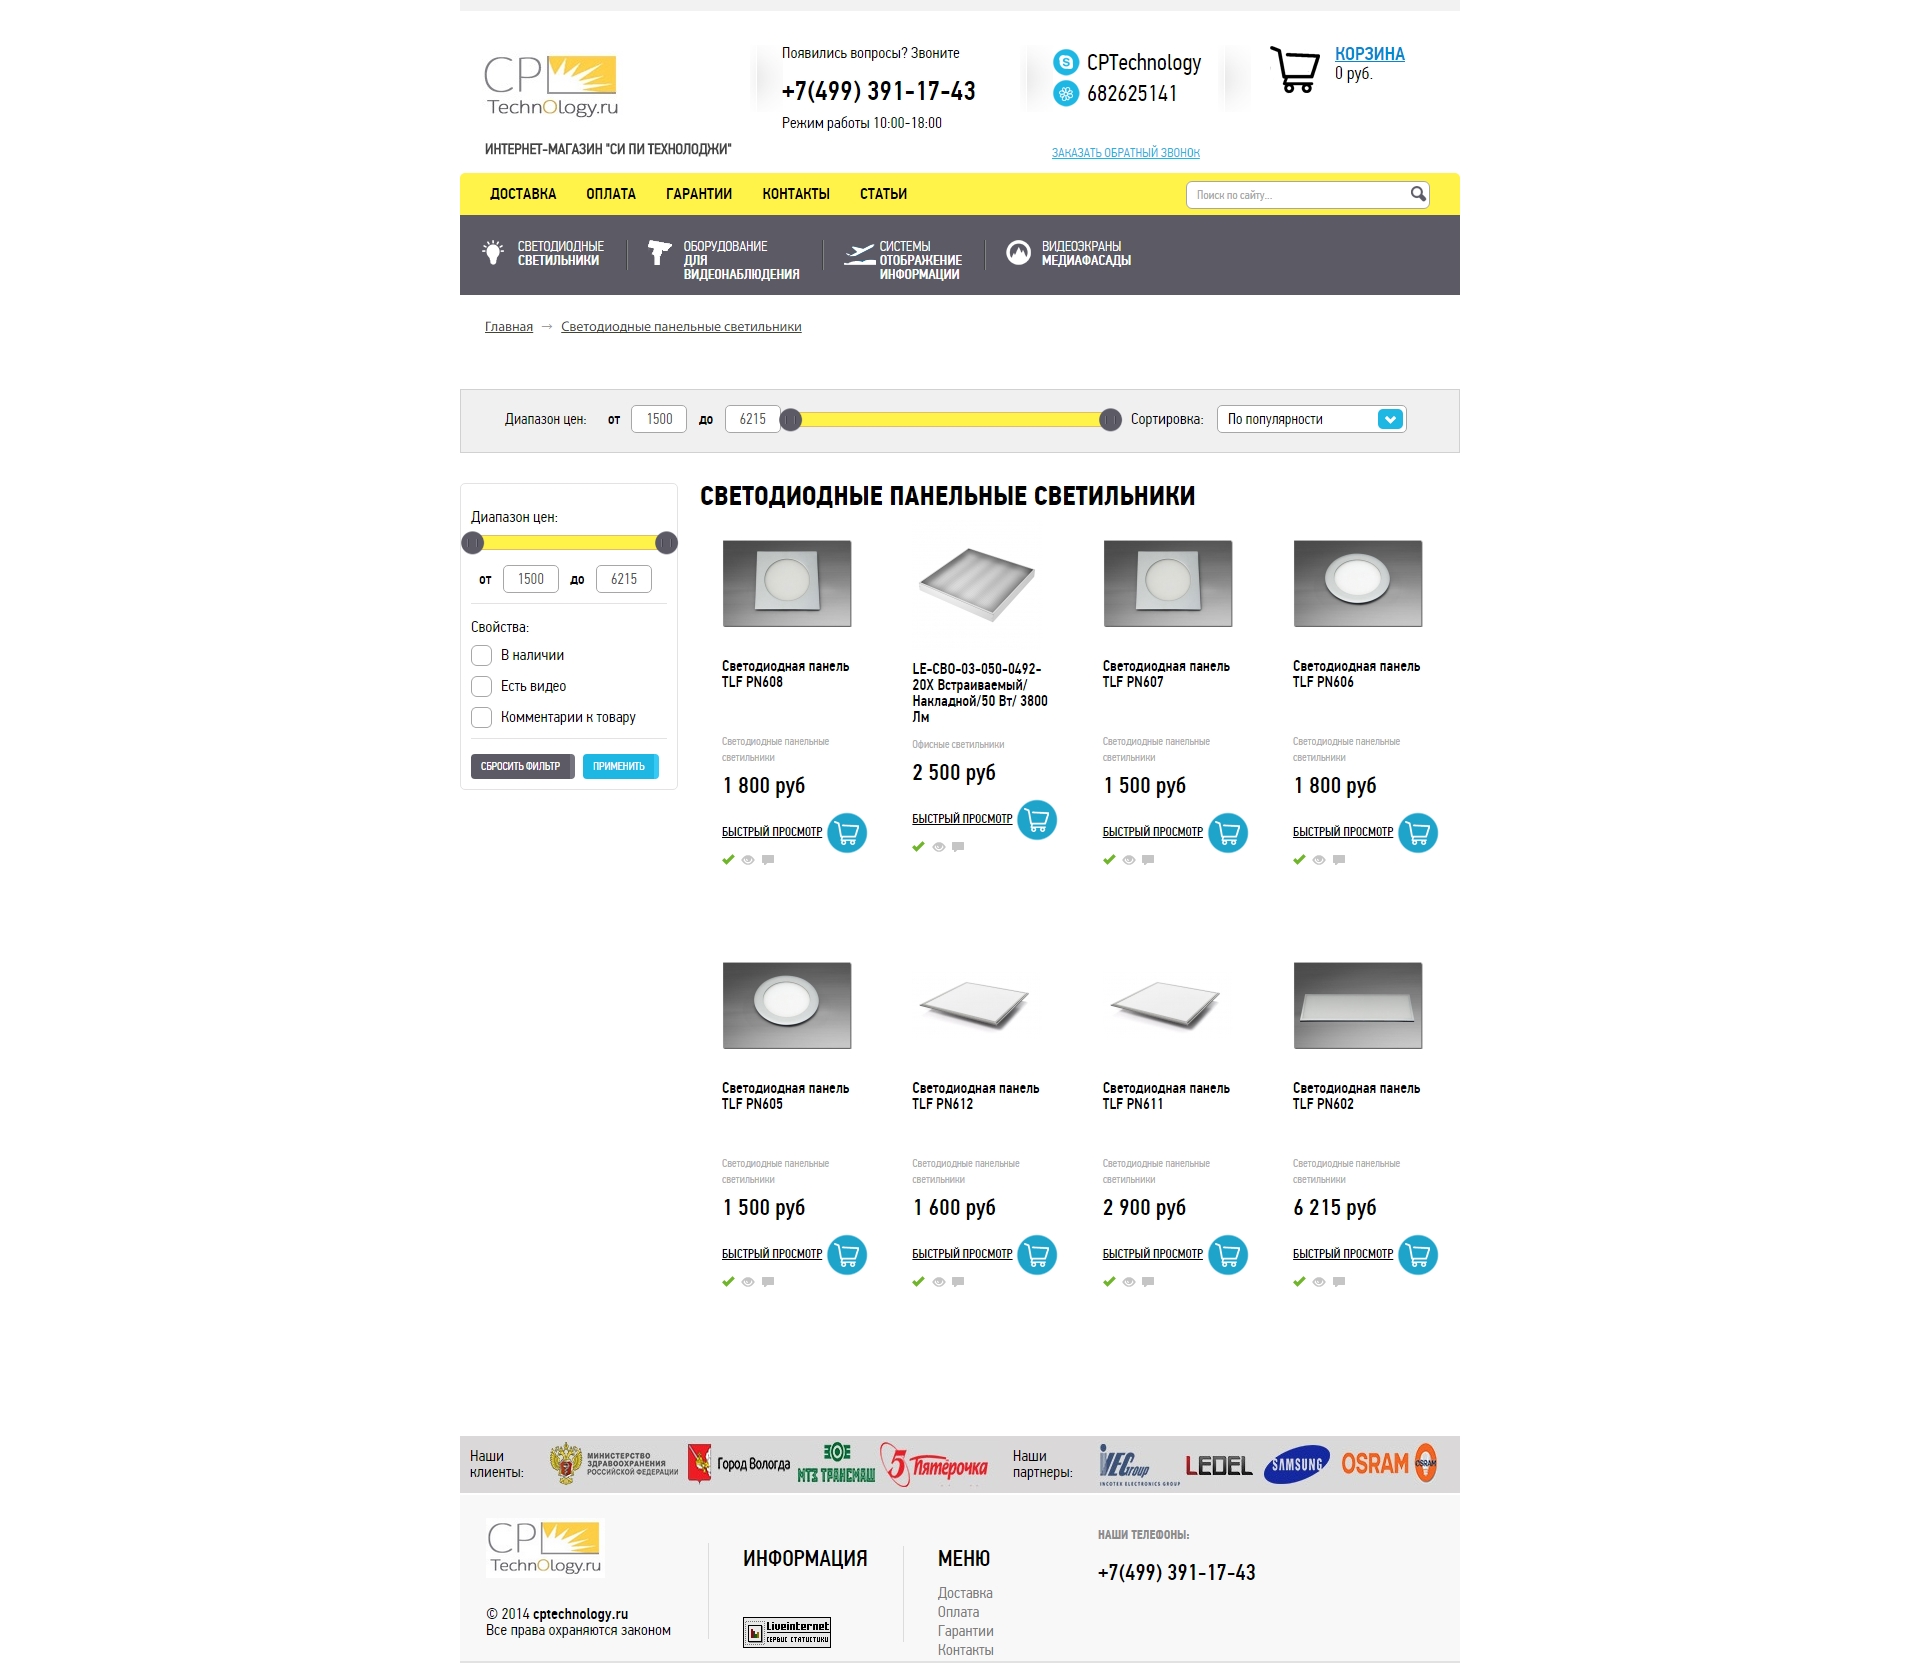 CP
TechnOlogy.ru
ИНТЕРНЕТ-МАГАЗИН "СИ ПИ ТЕХНОЛОДЖИ"
Появились вопросы? Звоните
+7(499) 391-17-43
Режим работы 10:00-18:00
CPTechnology
682625141
ЗАКАЗАТЬ ОБРАТНЫЙ ЗВОНОК
КОРЗИНА
0 руб.
ДОСТАВКА ОПЛАТА ГАРАНТИИ КОНТАКТЫ СТАТЬИ
Поиск по сайту...
СВЕТОДИОДНЫЕ
СВЕТИЛЬНИКИ
ОБОРУДОВАНИЕ
ДЛЯ
ВИДЕОНАБЛЮДЕНИЯ
СИСТЕМЫ
ОТОБРАЖЕНИЕ
ИНФОРМАЦИИ
ВИДЕОЭКРАНЫ
МЕДИАФАСАДЫ
Главная → Светодиодные панельные светильники
Диапазон цен: от 1500 до 6215
Сортировка: По популярности
Диапазон цен:
от 1500 до 6215
Свойства:
В наличии
Есть видео
Комментарии к товару
СБРОСИТЬ ФИЛЬТР ПРИМЕНИТЬ
СВЕТОДИОДНЫЕ ПАНЕЛЬНЫЕ СВЕТИЛЬНИКИ
Светодиодная панель
TLF PN608
Светодиодные панельные
светильники
1 800 руб
БЫСТРЫЙ ПРОСМОТР
LE-СВО-03-050-0492-
20Х Встраиваемый/
Накладной/50 Вт/ 3800
Лм
Офисные светильники
2 500 руб
БЫСТРЫЙ ПРОСМОТР
Светодиодная панель
TLF PN607
Светодиодные панельные
светильники
1 500 руб
БЫСТРЫЙ ПРОСМОТР
Светодиодная панель
TLF PN606
Светодиодные панельные
светильники
1 800 руб
БЫСТРЫЙ ПРОСМОТР
Светодиодная панель
TLF PN605
Светодиодные панельные
светильники
1 500 руб
БЫСТРЫЙ ПРОСМОТР
Светодиодная панель
TLF PN612
Светодиодные панельные
светильники
1 600 руб
БЫСТРЫЙ ПРОСМОТР
Светодиодная панель
TLF PN611
Светодиодные панельные
светильники
2 900 руб
БЫСТРЫЙ ПРОСМОТР
Светодиодная панель
TLF PN602
Светодиодные панельные
светильники
6 215 руб
БЫСТРЫЙ ПРОСМОТР
Наши
клиенты:
МИНИСТЕРСТВО
ЗДРАВООХРАНЕНИЯ
РОССИЙСКОЙ ФЕДЕРАЦИИ
Город Вологда
МТЗ ТРАНСМАШ
5 Пятёрочка
Наши
партнеры:
ITEC Group
INCOTEX ELECTRONICS GROUP
LEDEL
SAMSUNG
OSRAM
OSRAM
CP
TechnOlogy.ru
© 2014 cptechnology.ru
Все права охраняются законом
ИНФОРМАЦИЯ
Liveinternet
СЕРВИС СТАТИСТИКИ
МЕНЮ
Доставка
Оплата
Гарантии
Контакты
НАШИ ТЕЛЕФОНЫ:
+7(499) 391-17-43